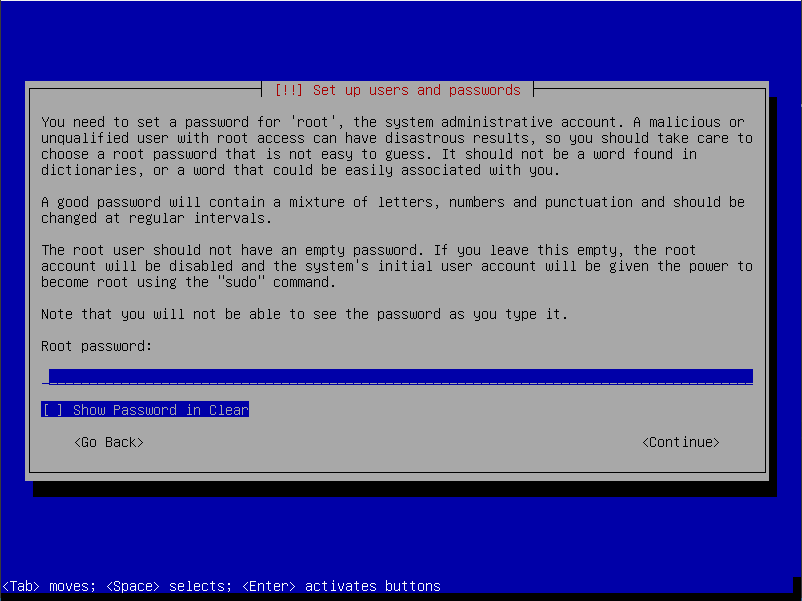 [!!] Set up users and passwords
You need to set a password for 'root', the system administrative account. A malicious or
unqualified user with root access can have disastrous results, so you should take care to
choose a root password that is not easy to guess. It should not be a word found in
dictionaries, or a word that could be easily associated with you.
A good password will contain a mixture of letters, numbers and punctuation and should be
changed at regular intervals.
The root user should not have an empty password. If you leave this empty, the root
account will be disabled and the system's initial user account will be given the power to
become root using the "sudo" command.
Note that you will not be able to see the password as you type it.
Root password:
[ ] Show Password in Clear
<Go Back> <Continue>
<Tab> moves; <Space> selects; <Enter> activates buttons